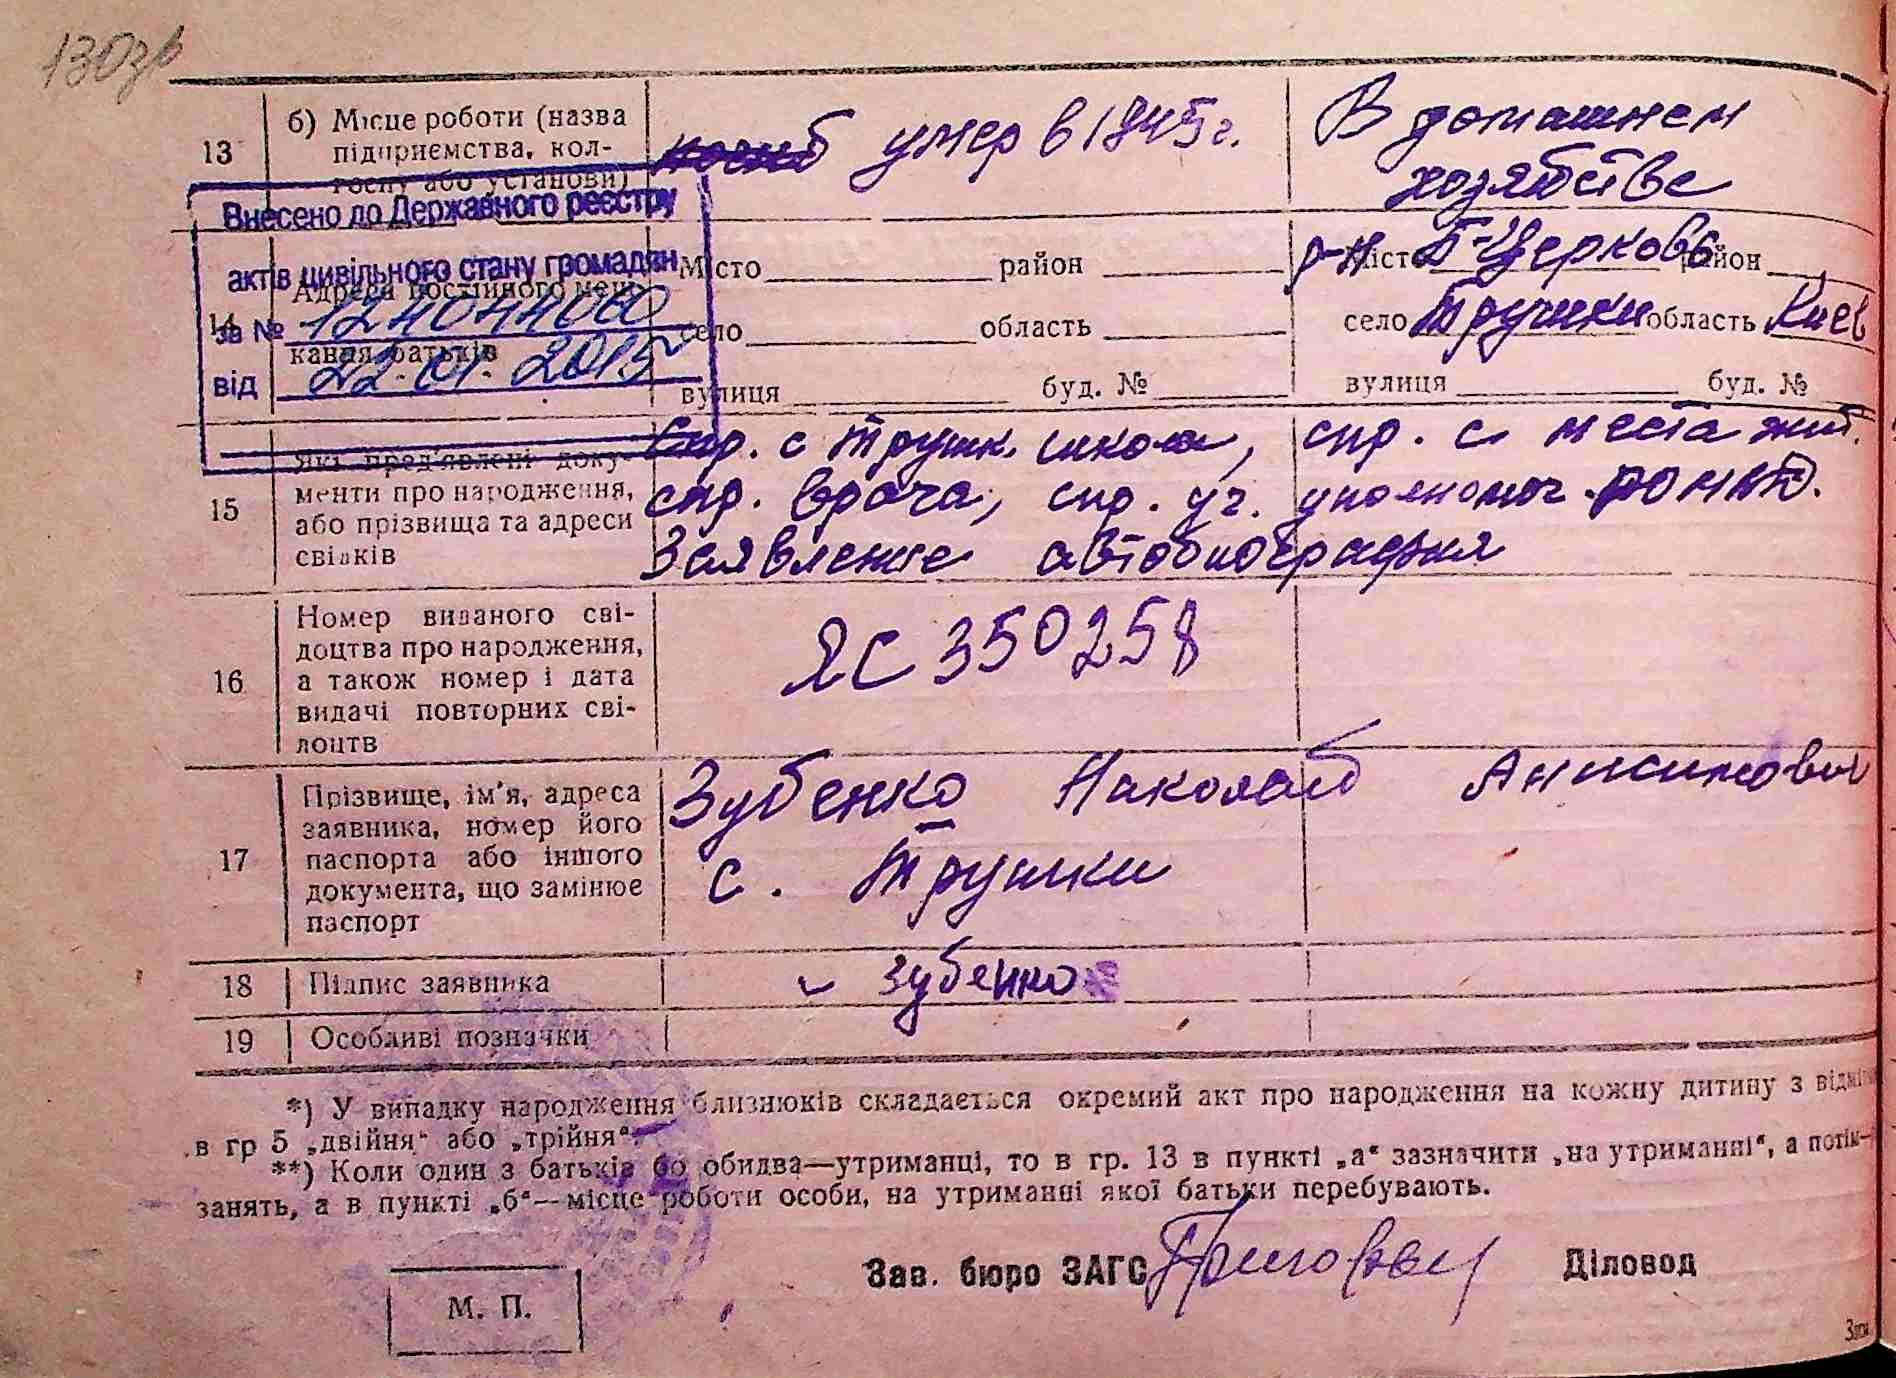 130зв
13
б) Місце роботи (назва
підприємства, кол-
госпу або установи)
умер в 1945 г.
В домашнем
хозяйстве
Внесено до Державного реєстру
актів цивільного стану громадян
за №
від 22.01.2015
14
Адреса постійного меш-
кання батьків
Місто район
село область
вулиця буд. №
р-н Місто Б-Церковь район
село Трушки область Киев
вулиця буд. №
15
Які пред'явлені доку-
менти про народження,
або прізвища та адреси
свідків
Спр. с Трушк. школы, спр. с места жит.
спр. врача, спр. уч. уполномоч.
Заявление автобиография
16
Номер виданого сві-
доцтва про народження,
а також номер і дата
видачі повторних сві-
доцтв
ЯС 350258
17
Прізвище, ім'я, адреса
заявника, номер його
паспорта або іншого
документа, що замінює
паспорт
Зубенко Николай Анисимович
с. Трушки
18
Підпис заявника
Зубенко
19
Особливі позначки
*) У випадку народження близнюків складається окремий акт про народження на кожну дитину з
в гр 5 „двійня" або „трійня".
**) Коли один з батьків бо обидва—утриманці, то в гр. 13 в пункті „а" зазначити „на утриманні", а потім—
занять, а в пункті „б"—місце роботи особи, на утриманні якої батьки перебувають.
Зав. бюро ЗАГС Діловод
М. П.